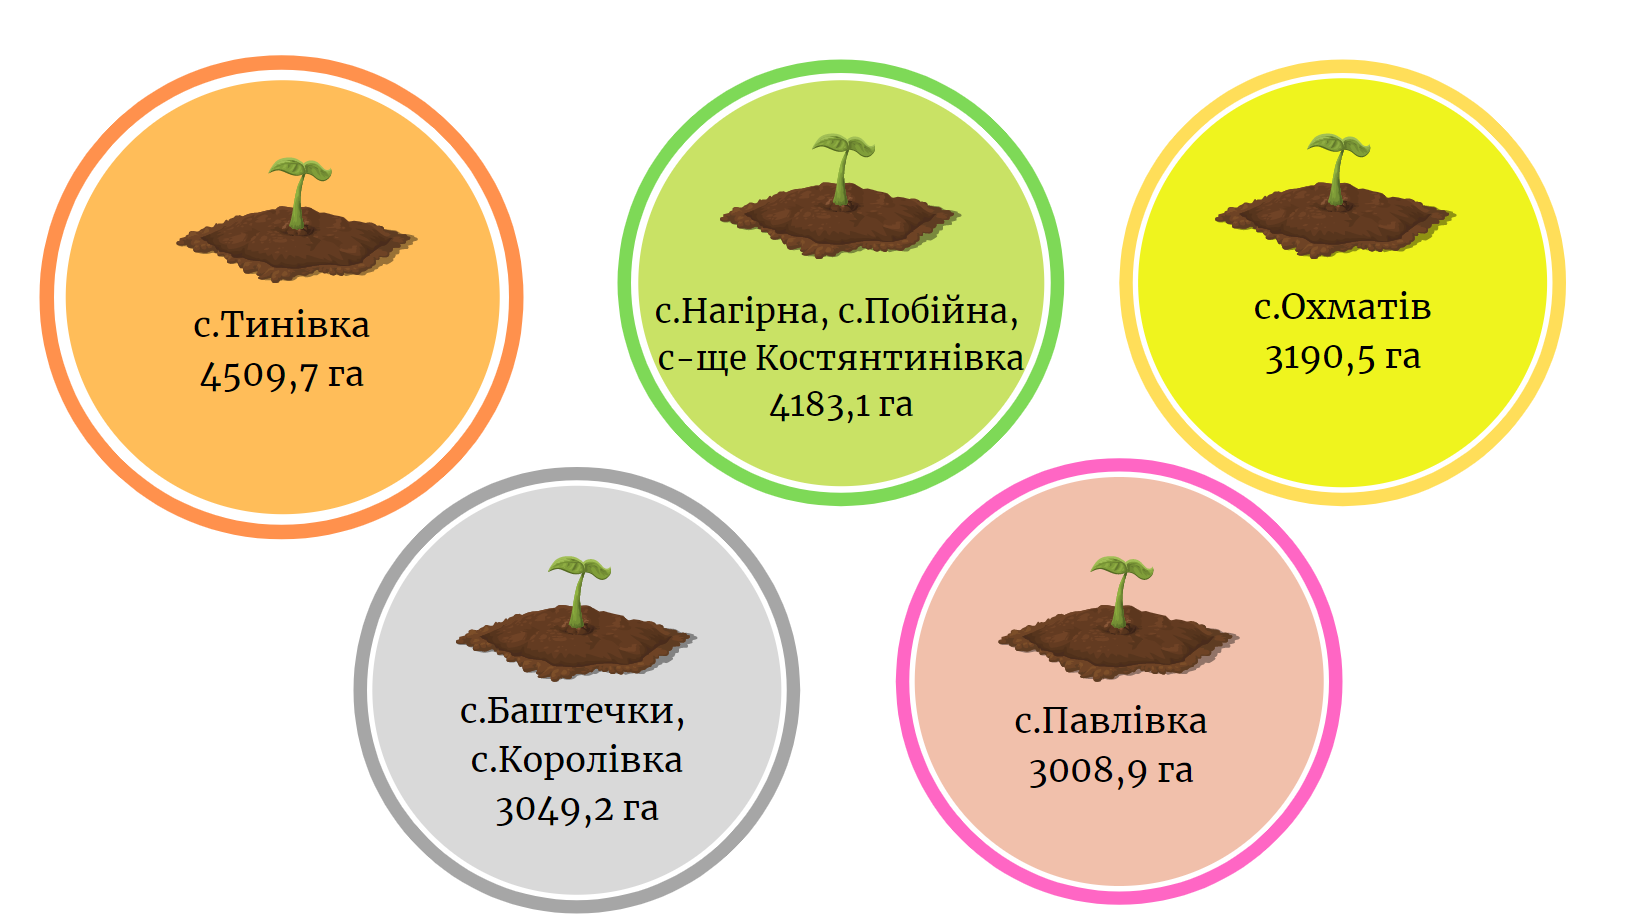 с.Тинівка
4509,7 га
с.Нагірна, с.Побійна,
с-ще Костянтинівка
4183,1 га
с.Охматів
3190,5 га
с.Баштечки,
с.Королівка
3049,2 га
с.Павлівка
3008,9 га